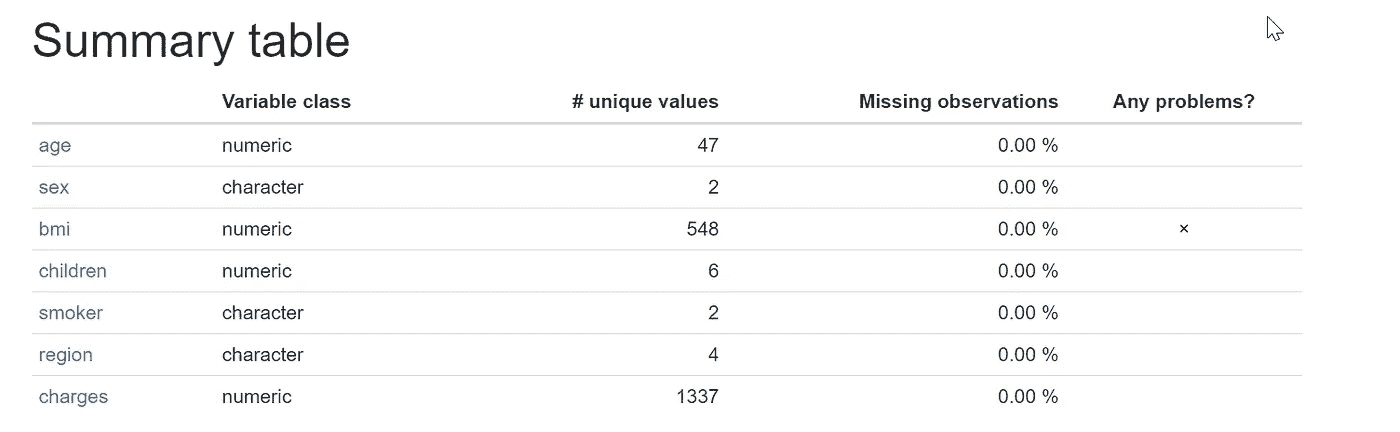 Summary table
Variable class # unique values Missing observations Any problems?
age numeric 47 0.00 %
sex character 2 0.00 %
bmi numeric 548 0.00 % ×
children numeric 6 0.00 %
smoker character 2 0.00 %
region character 4 0.00 %
charges numeric 1337 0.00 %